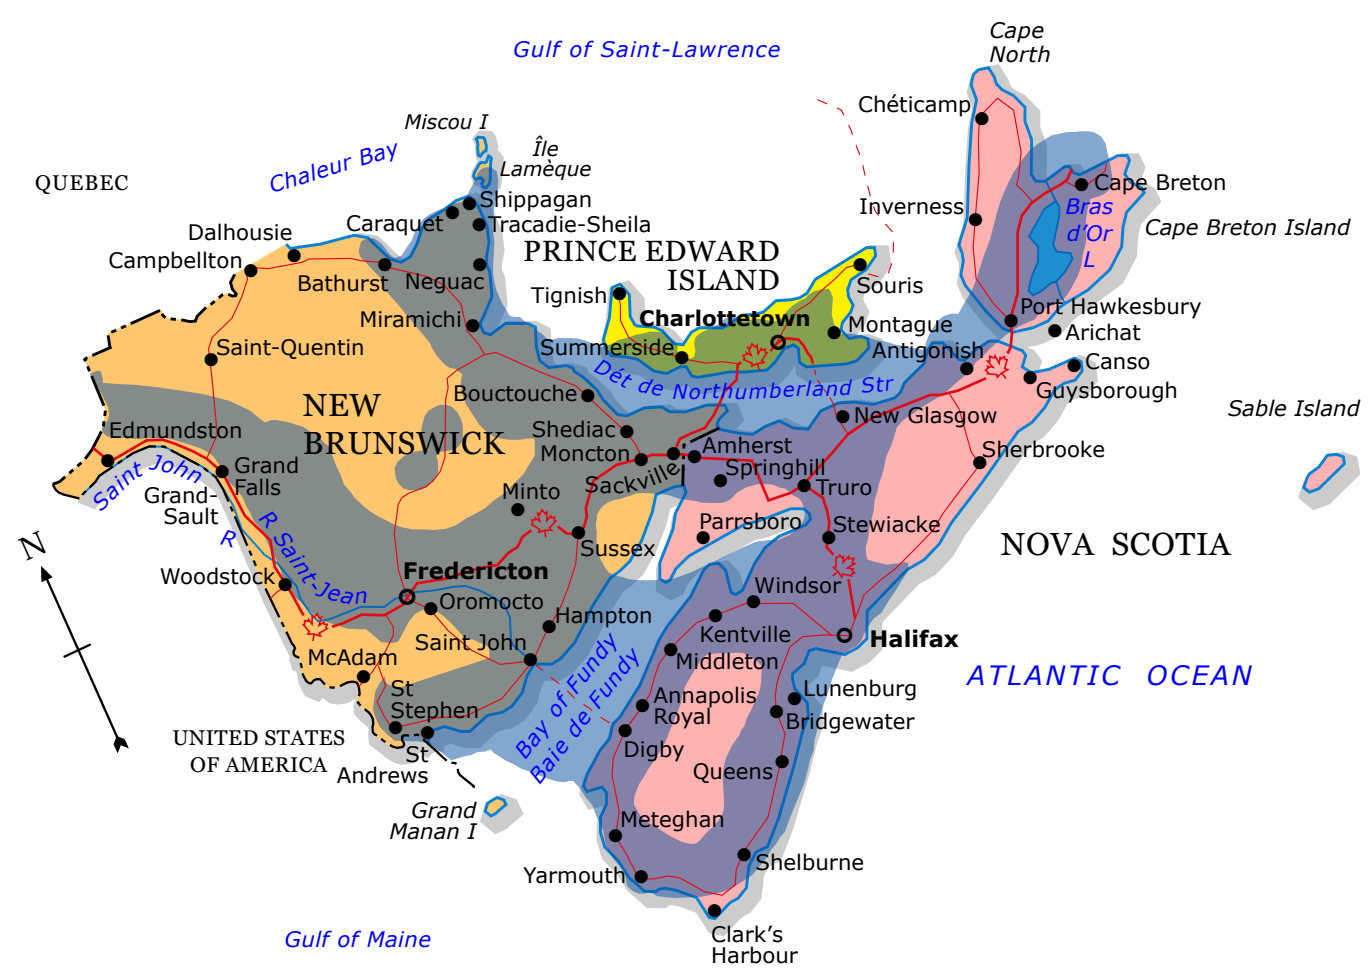 Cape
North
Gulf of Saint-Lawrence
Chéticamp
Miscou I
Île
Lamèque
Chaleur Bay
QUEBEC
Shippagan
Cape Breton
Caraquet
Tracadie-Sheila
Inverness
Bras
d'Or
L
Cape Breton Island
Dalhousie
Campbellton
PRINCE EDWARD
ISLAND
Bathurst
Neguac
Tignish
Souris
Port Hawkesbury
Miramichi
Charlottetown
Montague
Arichat
Saint-Quentin
Summerside
Antigonish
Canso
Guysborough
Dét de Northumberland Str
NEW
BRUNSWICK
Bouctouche
New Glasgow
Sable Island
Edmundston
Shediac
Moncton
Amherst
Sherbrooke
Saint John
R
Grand
Falls
Sackville
Springhill
Truro
Grand-
Sault
Minto
Parrsboro
Stewiacke
N
R Saint-Jean
Sussex
NOVA SCOTIA
Woodstock
Fredericton
Windsor
Oromocto
Hampton
Kentville
Halifax
Saint John
McAdam
Middleton
ATLANTIC OCEAN
St
Stephen
Bay of Fundy
Baie de Fundy
Annapolis
Royal
Lunenburg
Bridgewater
UNITED STATES
OF AMERICA
St
Andrews
Digby
Queens
Grand
Manan I
Meteghan
Yarmouth
Shelburne
Gulf of Maine
Clark's
Harbour